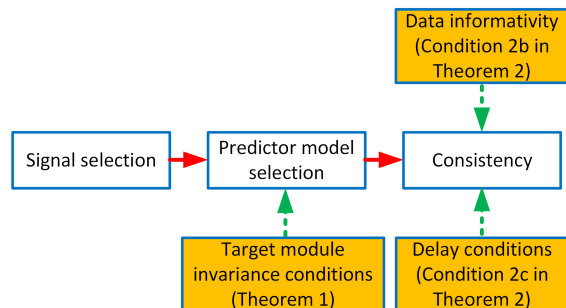 Data informativity
(Condition 2b in
Theorem 2)
Signal selection
Predictor model
selection
Consistency
Target module
invariance conditions
(Theorem 1)
Delay conditions
(Condition 2c in
Theorem 2)